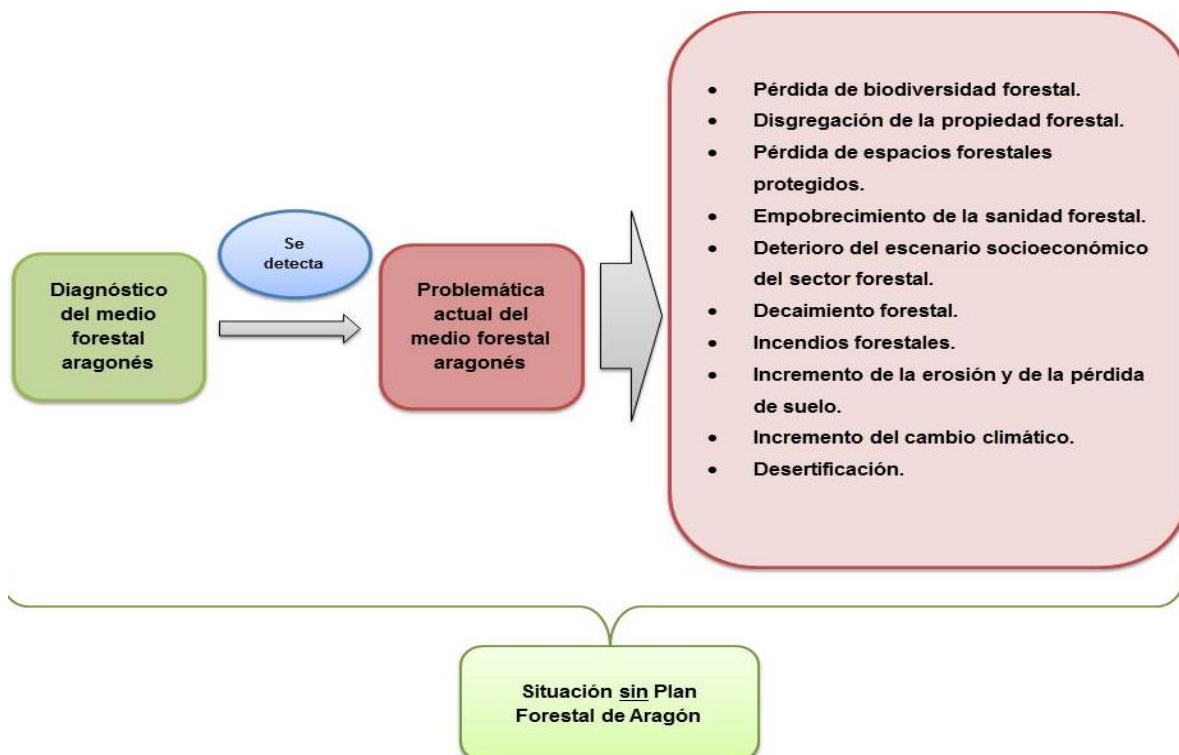 Diagnóstico
del medio
forestal
aragonés
Se
detecta
Problemática
actual del
medio forestal
aragonés
• Pérdida de biodiversidad forestal.
• Disgregación de la propiedad forestal.
• Pérdida de espacios forestales
protegidos.
• Empobrecimiento de la sanidad forestal.
• Deterioro del escenario socioeconómico
del sector forestal.
• Decaimiento forestal.
• Incendios forestales.
• Incremento de la erosión y de la pérdida
de suelo.
• Incremento del cambio climático.
• Desertificación.
Situación sin Plan
Forestal de Aragón